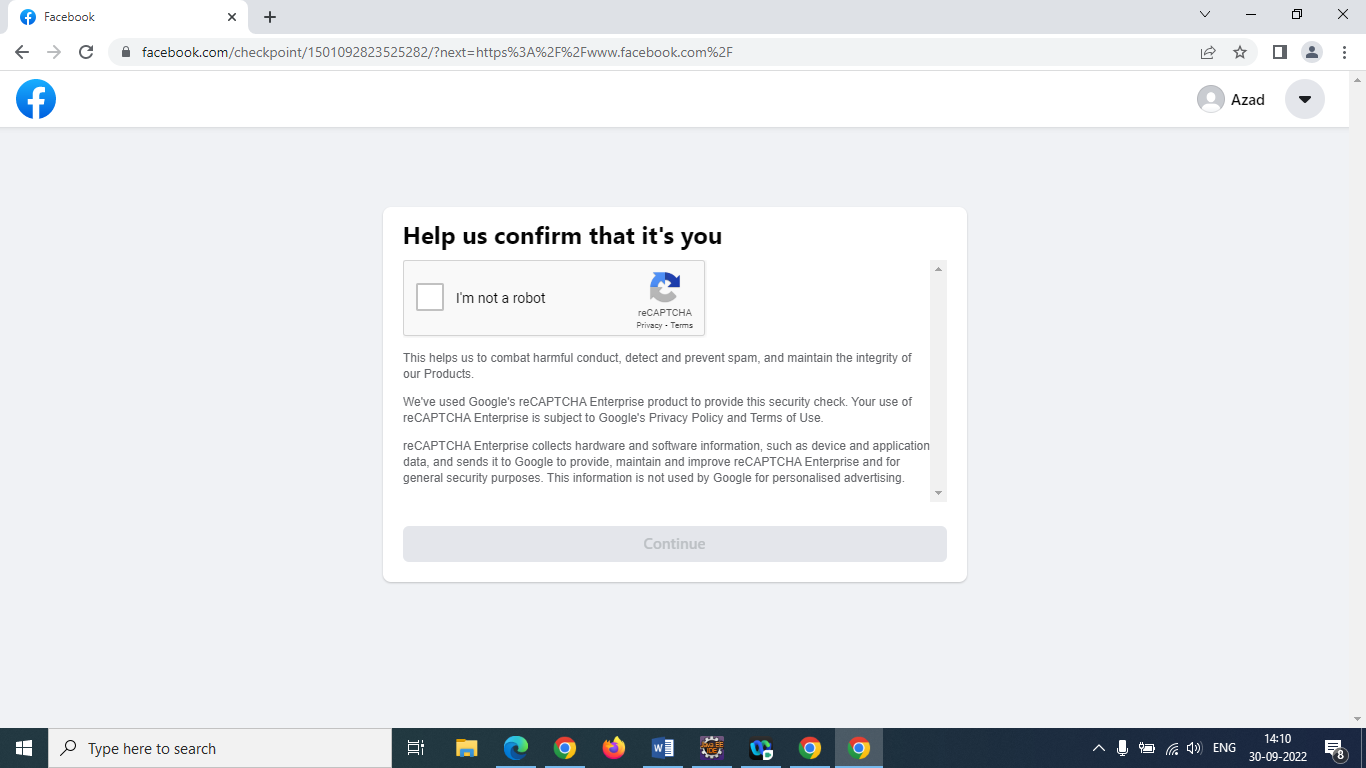 Facebook
facebook.com/checkpoint/1501092823525282/?next=https%3A%2F%2Fwww.facebook.com%2F
Azad
Help us confirm that it's you
I'm not a robot
reCAPTCHA
Privacy - Terms
This helps us to combat harmful conduct, detect and prevent spam, and maintain the integrity of
our Products.
We've used Google's reCAPTCHA Enterprise product to provide this security check. Your use of
reCAPTCHA Enterprise is subject to Google's Privacy Policy and Terms of Use.
reCAPTCHA Enterprise collects hardware and software information, such as device and application
data, and sends it to Google to provide, maintain and improve reCAPTCHA Enterprise and for
general security purposes. This information is not used by Google for personalised advertising.
Continue
Type here to search
JAVA EE
IDE
ENG
14:10
30-09-2022
8